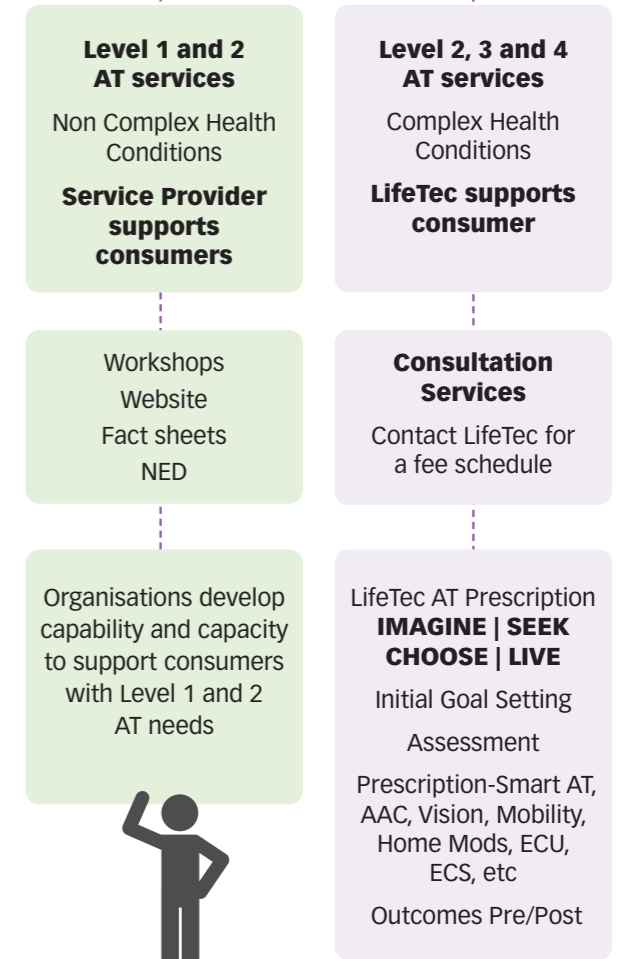 Level 1 and 2
AT services
Non Complex Health
Conditions
Service Provider
supports
consumers
Workshops
Website
Fact sheets
NED
Organisations develop
capability and capacity
to support consumers
with Level 1 and 2
AT needs
Level 2, 3 and 4
AT services
Complex Health
Conditions
LifeTec supports
consumer
Consultation
Services
Contact LifeTec for
a fee schedule
LifeTec AT Prescription
IMAGINE | SEEK
CHOOSE | LIVE
Initial Goal Setting
Assessment
Prescription-Smart AT,
AAC, Vision, Mobility,
Home Mods, ECU,
ECS, etc
Outcomes Pre/Post